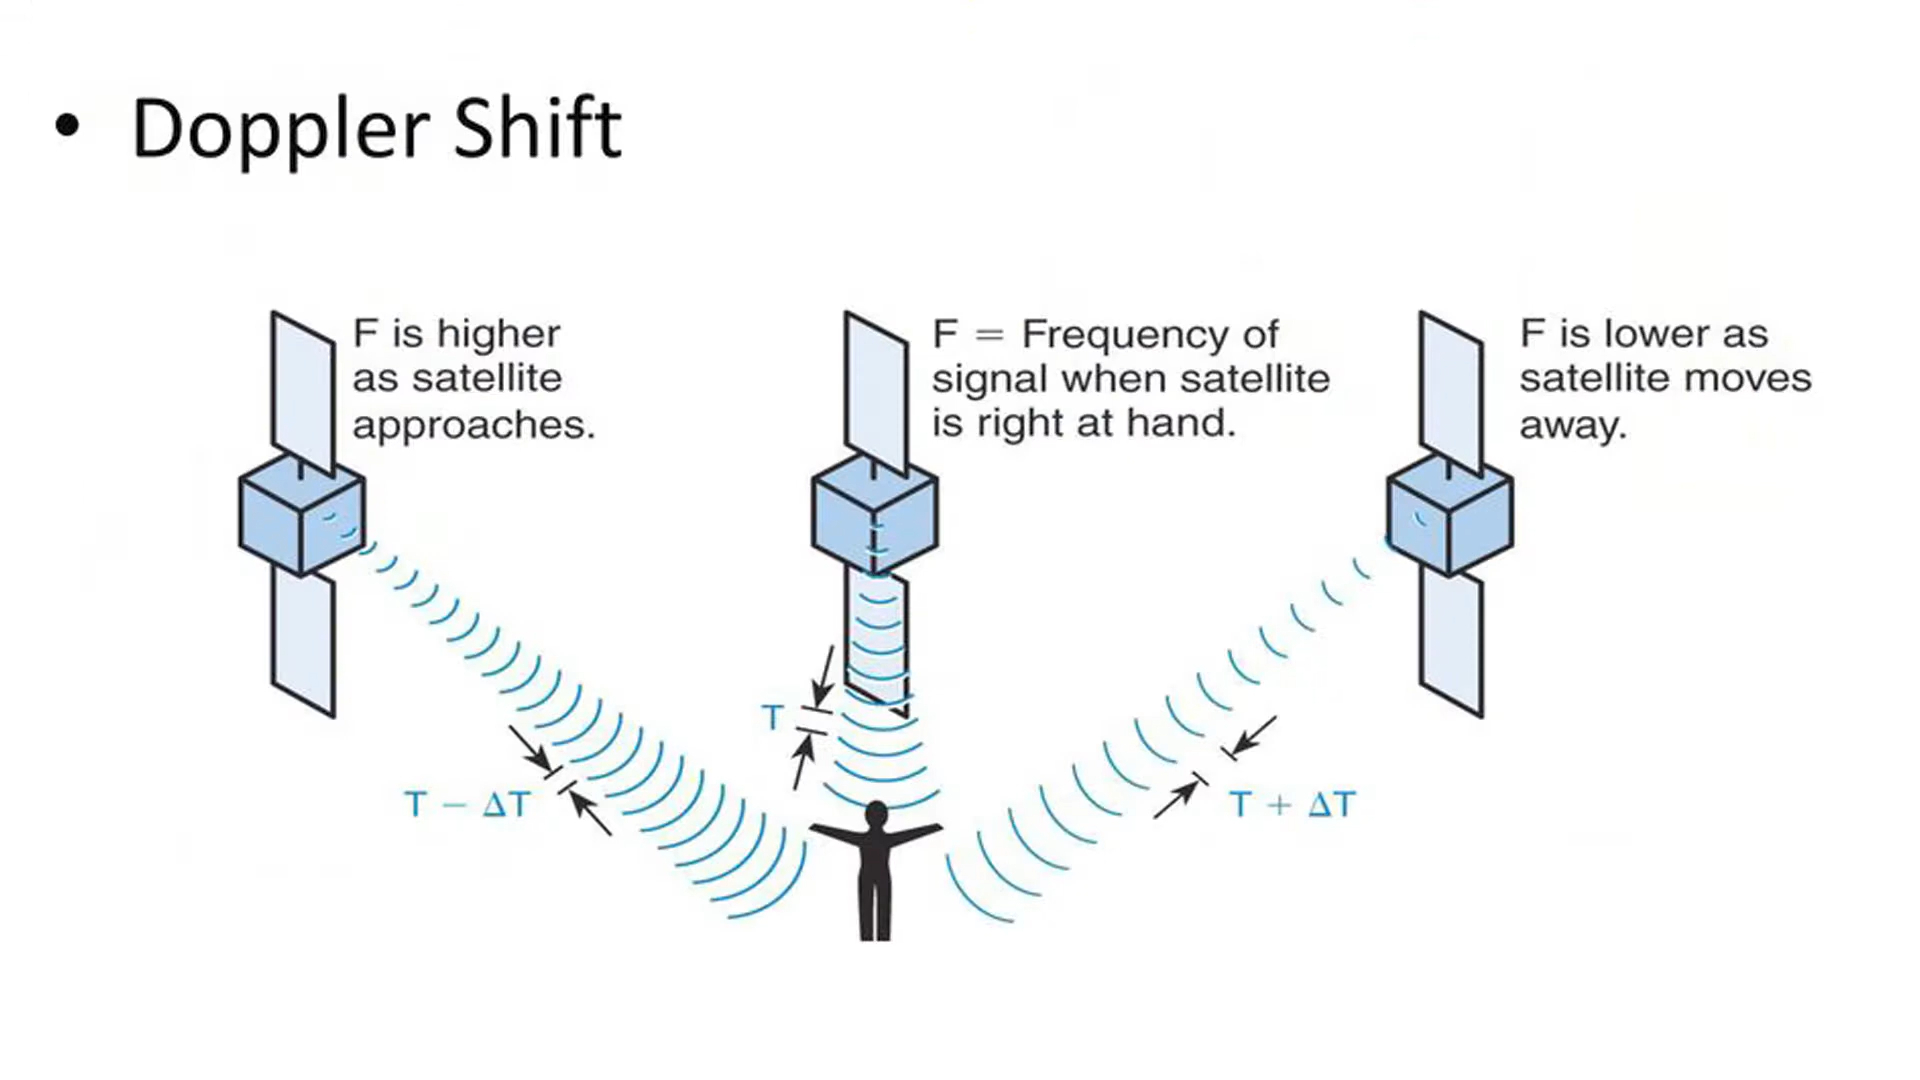 • Doppler Shift
F is higher
as satellite
approaches.
F = Frequency of
signal when satellite
is right at hand.
F is lower as
satellite moves
away.
T
T − ΔT
T + ΔT